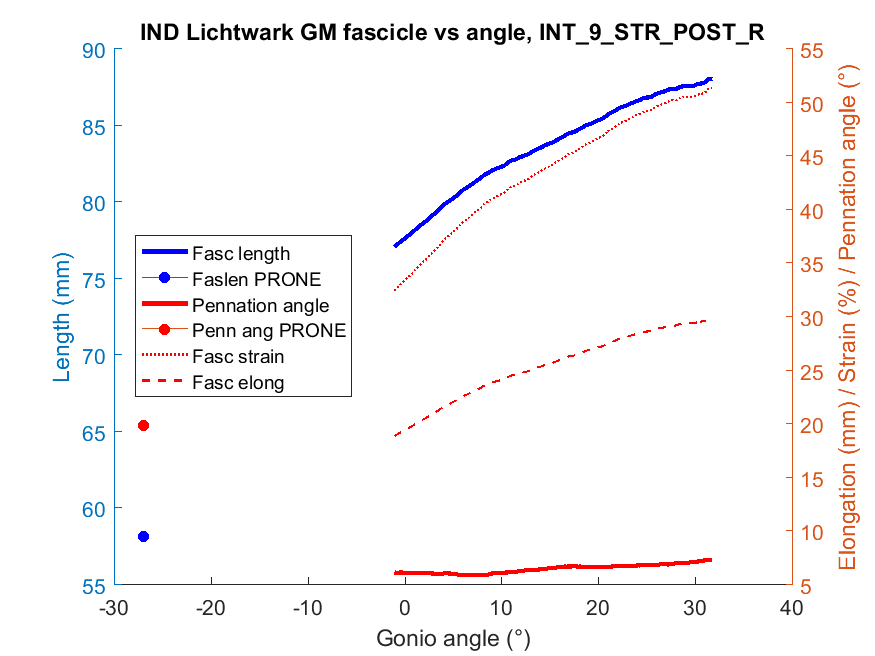 IND Lichtwark GM fascicle vs angle, INT_9_STR_POST_R
90
85
80
75
70
65
60
55
Length (mm)
Fasc length
Faslen PRONE
Pennation angle
Penn ang PRONE
Fasc strain
Fasc elong
55
50
45
40
35
30
25
20
15
10
5
Elongation (mm) / Strain (%) / Pennation angle (°)
-30
-20
-10
0
10
20
30
40
Gonio angle (°)